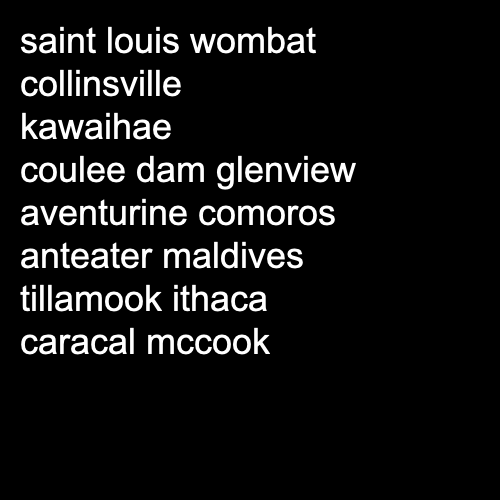 saint louis wombat
collinsville
kawaihae
coulee dam glenview
aventurine comoros
anteater maldives
tillamook ithaca
caracal mccook